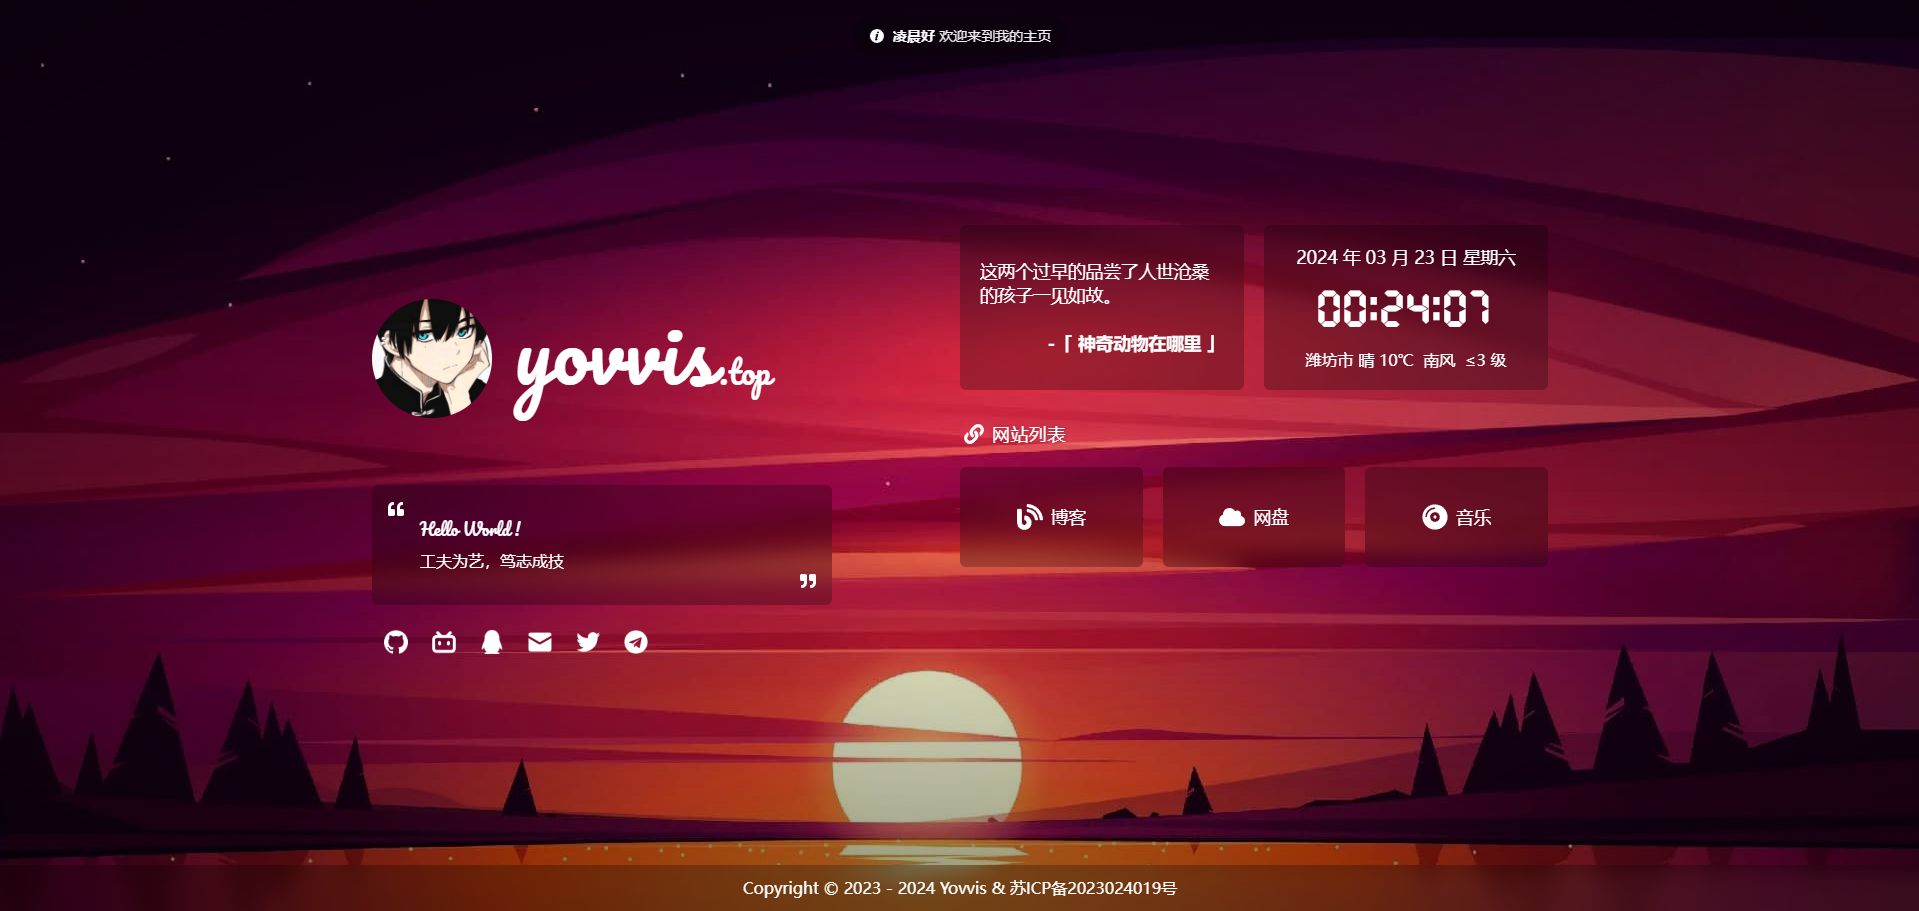 凌晨好 欢迎来到我的主页
yovvis.top
Hello World !
工夫为艺，笃志成技
这两个过早的品尝了人世沧桑
的孩子一见如故。
-「 神奇动物在哪里 」
2024 年 03 月 23 日 星期六
00:24:07
潍坊市 晴 10℃ 南风 ≤3 级
网站列表
博客
网盘
音乐
Copyright © 2023 - 2024 Yovvis & 苏ICP备2023024019号